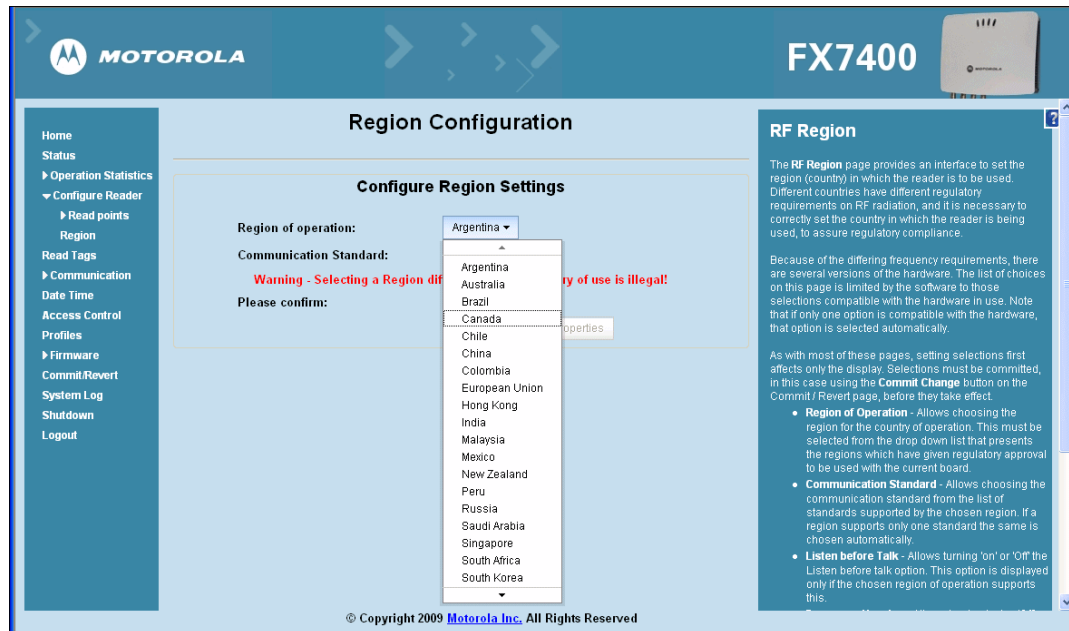 MOTOROLA
FX7400
MOTOROLA
Home
Status
Operation Statistics
Configure Reader
Read points
Region
Read Tags
Communication
Date Time
Access Control
Profiles
Firmware
Commit/Revert
System Log
Shutdown
Logout
Region Configuration
Configure Region Settings
Region of operation:
Argentina
Communication Standard:
Warning - Selecting a Region dif
ry of use is illegal!
Please confirm:
operties
Argentina
Australia
Brazil
Canada
Chile
China
Colombia
European Union
Hong Kong
India
Malaysia
Mexico
New Zealand
Peru
Russia
Saudi Arabia
Singapore
South Africa
South Korea
?
RF Region
The RF Region page provides an interface to set the
region (country) in which the reader is to be used.
Different countries have different regulatory
requirements on RF radiation, and it is necessary to
correctly set the country in which the reader is being
used, to assure regulatory compliance.
Because of the differing frequency requirements, there
are several versions of the hardware. The list of choices
on this page is limited by the software to those
selections compatible with the hardware in use. Note
that if only one option is compatible with the hardware,
that option is selected automatically.
As with most of these pages, setting selections first
affects only the display. Selections must be committed,
in this case using the Commit Change button on the
Commit / Revert page, before they take effect.
• Region of Operation - Allows choosing the
region for the country of operation. This must be
selected from the drop down list that presents
the regions which have given regulatory approval
to be used with the current board.
• Communication Standard - Allows choosing the
communication standard from the list of
standards supported by the chosen region. If a
region supports only one standard the same is
chosen automatically.
• Listen before Talk - Allows turning 'on' or 'Off' the
Listen before talk option. This option is displayed
only if the chosen region of operation supports
this.
© Copyright 2009 Motorola Inc. All Rights Reserved